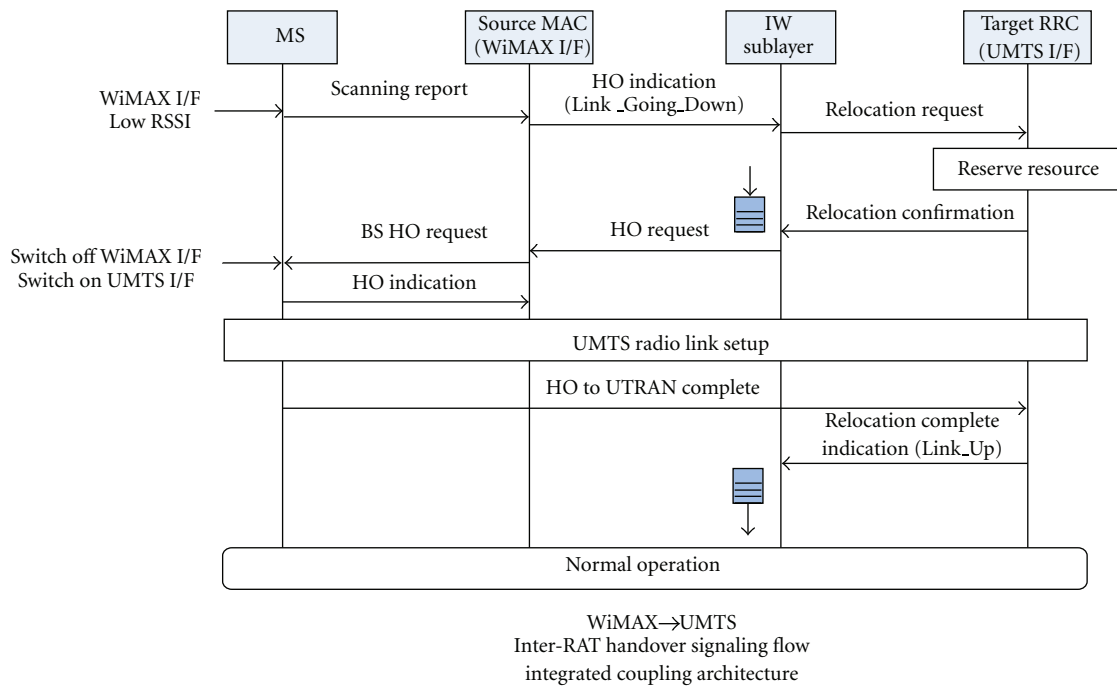 MS
Source MAC
(WiMAX I/F)
IW
sublayer
Target RRC
(UMTS I/F)
WiMAX I/F
Low RSSI
Scanning report
HO indication
(Link_Going_Down)
Relocation request
Reserve resource
Relocation confirmation
HO request
BS HO request
Switch off WiMAX I/F
Switch on UMTS I/F
HO indication
UMTS radio link setup
HO to UTRAN complete
Relocation complete
indication (Link_Up)
Normal operation
WiMAX→UMTS
Inter-RAT handover signaling flow
integrated coupling architecture